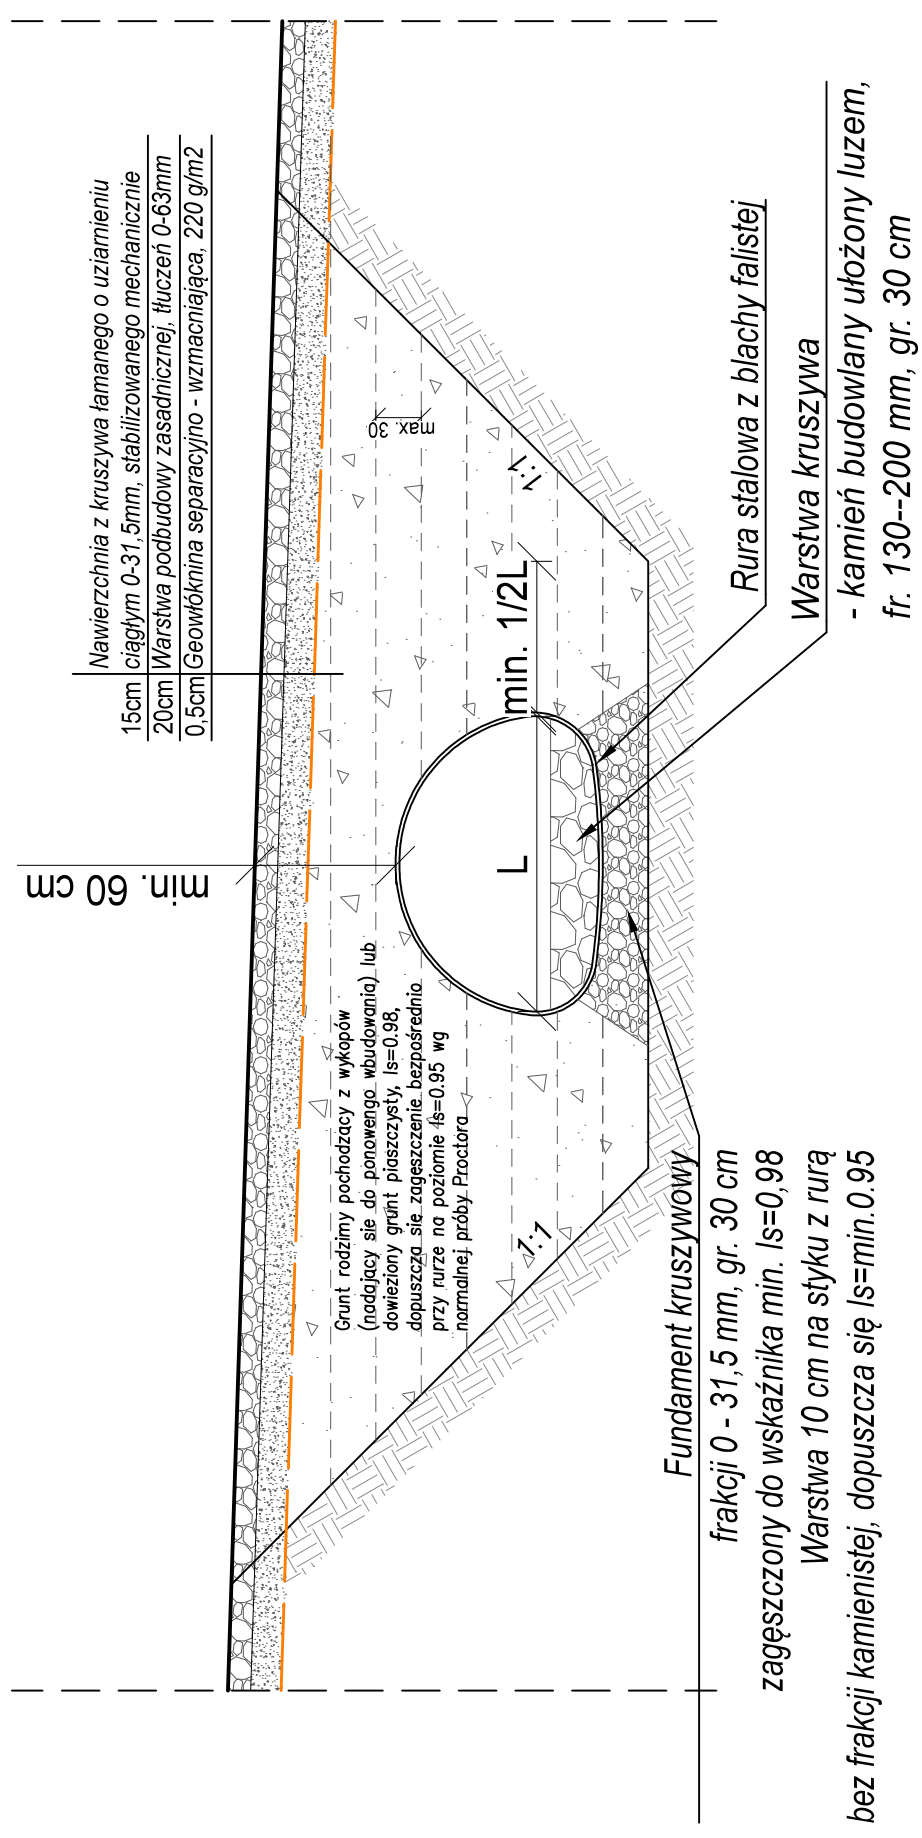 Nawierzchnia z kruszywa łamanego o uziarnieniu
15cm ciągłym 0-31,5mm, stabilizowanego mechanicznie
20cm Warstwa podbudowy zasadniczej, tłuczeń 0-63mm
0,5cm Geowłóknina separacyjno - wzmacniająca, 220 g/m2
min. 60 cm
max. 30
Grunt rodzimy pochodzący z wykopów
(nadający sie do ponowengo wbudowania) lub
dowieziony grunt piaszczysty, Is=0.98,
dopuszcza się zagęszczenie bezpośrednio
przy rurze na poziomie Is=0.95 wg
normalnej próby Proctora
1:1
1:1
L
min. 1/2L
Rura stalowa z blachy falistej
Warstwa kruszywa
- kamień budowlany ułożony luzem,
fr. 130--200 mm, gr. 30 cm
Fundament kruszywowy
frakcji 0 - 31,5 mm, gr. 30 cm
zagęszczony do wskaźnika min. Is=0,98
Warstwa 10 cm na styku z rurą
bez frakcji kamienistej, dopuszcza się Is=min.0.95